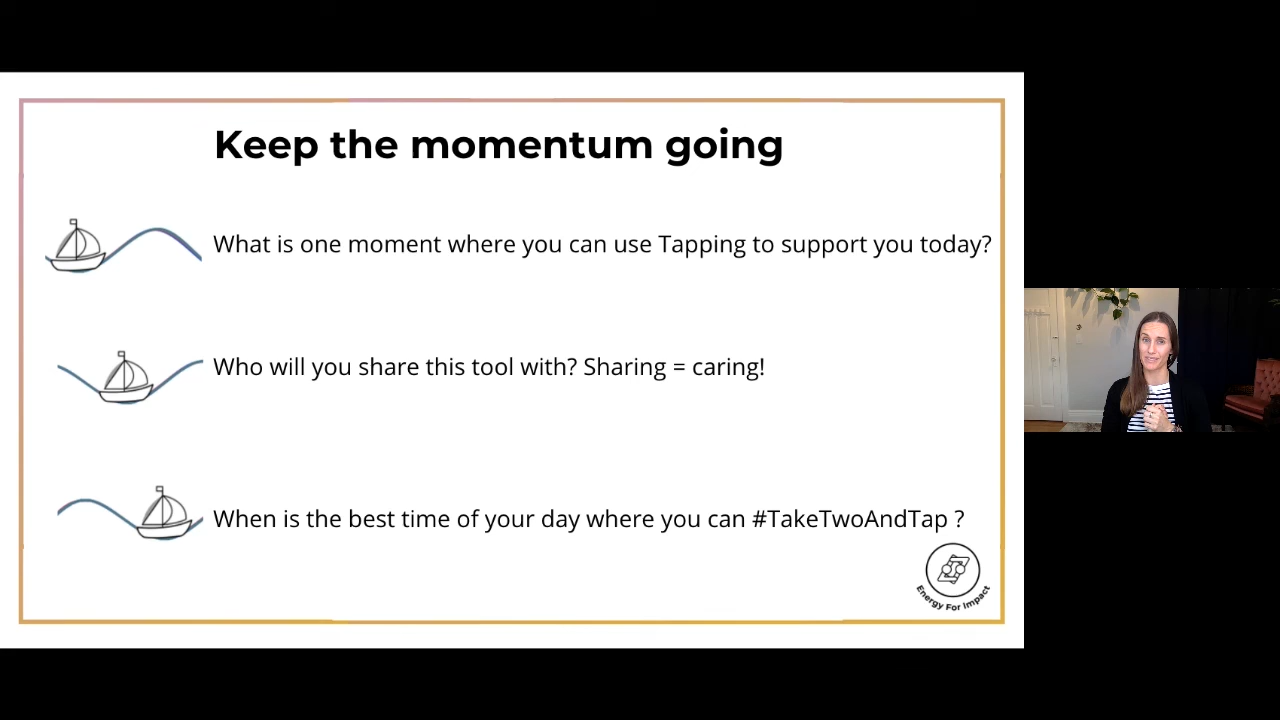 Keep the momentum going
What is one moment where you can use Tapping to support you today?
Who will you share this tool with? Sharing = caring!
When is the best time of your day where you can #TakeTwoAndTap ?
Energy For Impact